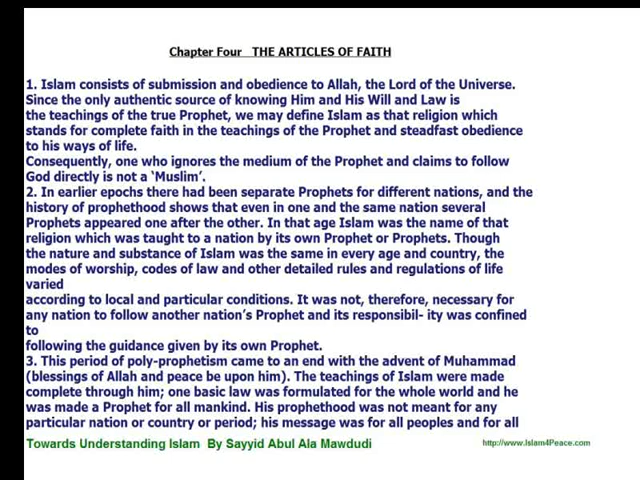 Chapter Four THE ARTICLES OF FAITH
1. Islam consists of submission and obedience to Allah, the Lord of the Universe.
Since the only authentic source of knowing Him and His Will and Law is
the teachings of the true Prophet, we may define Islam as that religion which
stands for complete faith in the teachings of the Prophet and steadfast obedience
to his ways of life.
Consequently, one who ignores the medium of the Prophet and claims to follow
God directly is not a ‘Muslim’.
2. In earlier epochs there had been separate Prophets for different nations, and the
history of prophethood shows that even in one and the same nation several
Prophets appeared one after the other. In that age Islam was the name of that
religion which was taught to a nation by its own Prophet or Prophets. Though
the nature and substance of Islam was the same in every age and country, the
modes of worship, codes of law and other detailed rules and regulations of life
varied
according to local and particular conditions. It was not, therefore, necessary for
any nation to follow another nation’s Prophet and its responsibil- ity was confined
to
following the guidance given by its own Prophet.
3. This period of poly-prophetism came to an end with the advent of Muhammad
(blessings of Allah and peace be upon him). The teachings of Islam were made
complete through him; one basic law was formulated for the whole world and he
was made a Prophet for all mankind. His prophethood was not meant for any
particular nation or country or period; his message was for all peoples and for all
Towards Understanding Islam By Sayyid Abul Ala Mawdudi
http://www.Islam4Peace.com